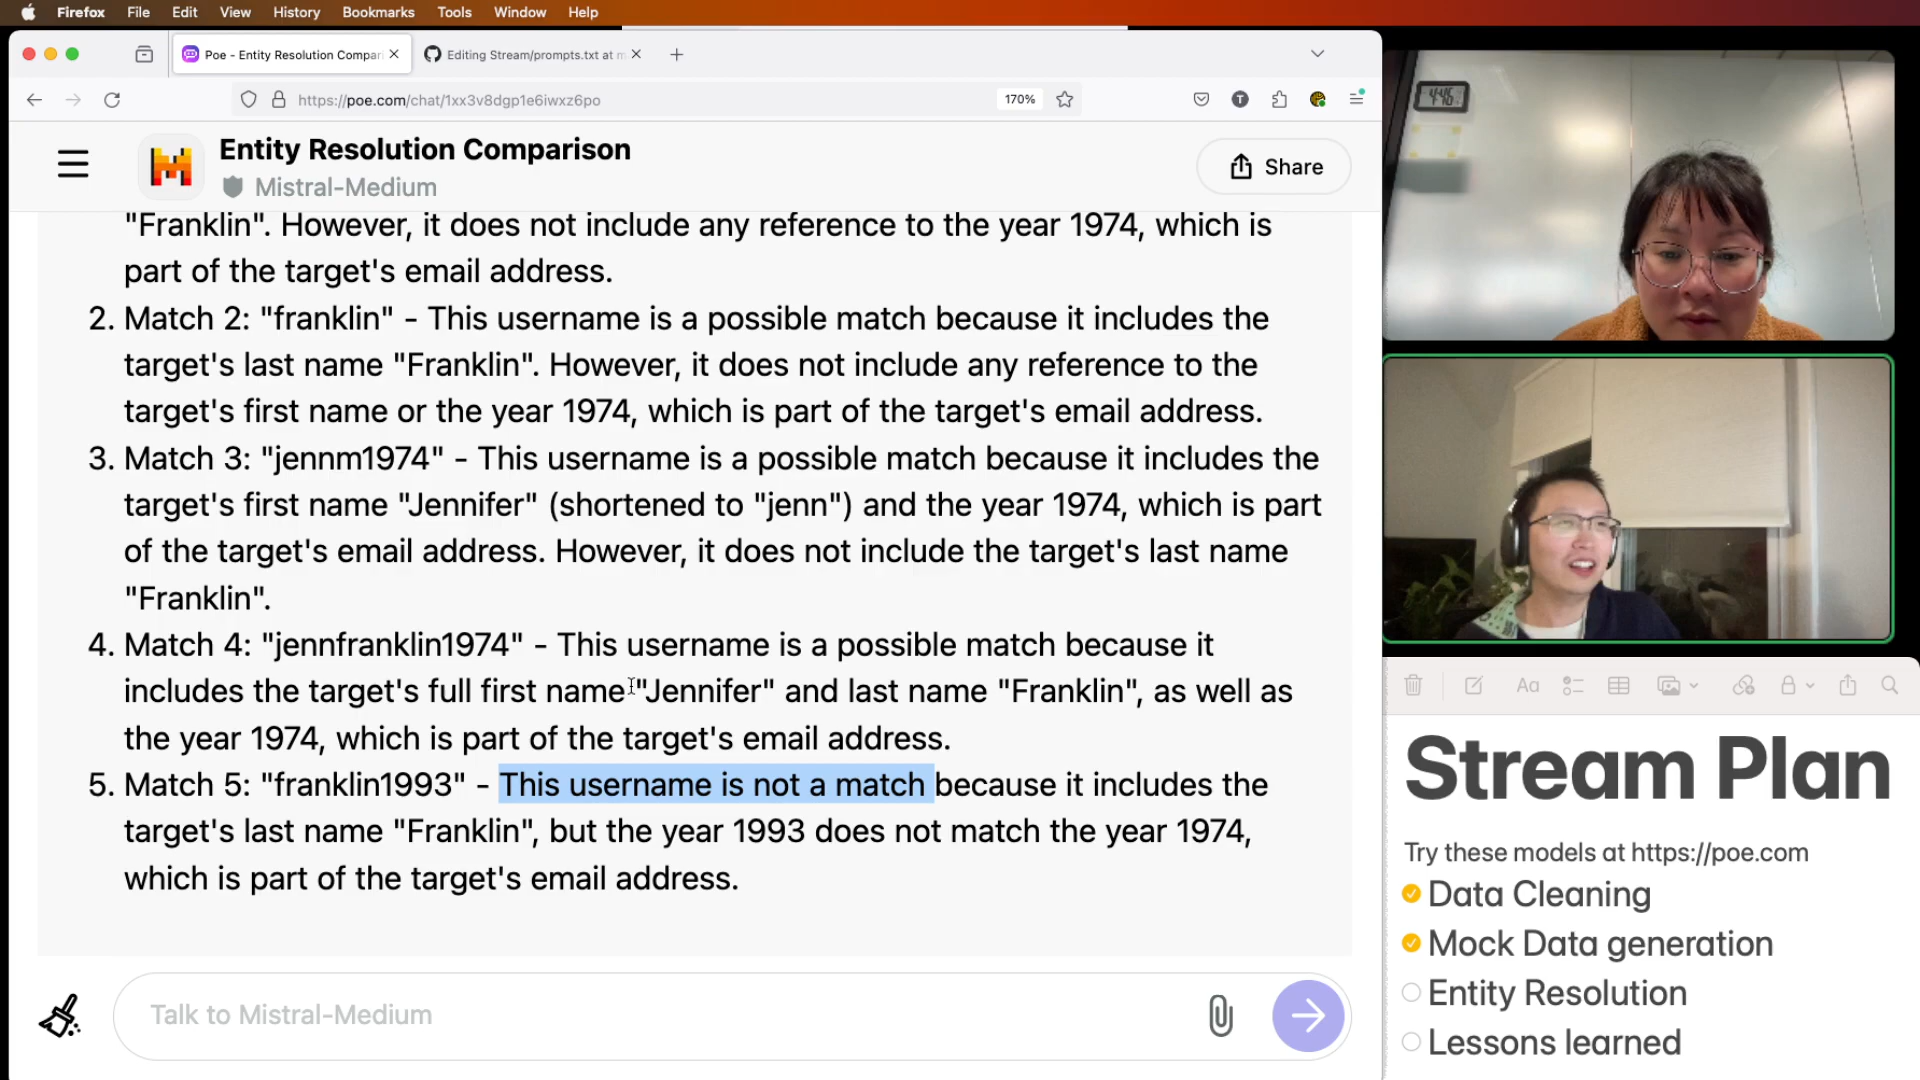 Firefox File Edit View History Bookmarks Tools Window Help
Poe - Entity Resolution Compar
Editing Stream/prompts.txt at m
https://poe.com/chat/1xx3v8dgp1e6iwxz6po
170%
T
Entity Resolution Comparison
Mistral-Medium
Share
"Franklin". However, it does not include any reference to the year 1974, which is
part of the target's email address.
2. Match 2: "franklin" - This username is a possible match because it includes the
target's last name "Franklin". However, it does not include any reference to the
target's first name or the year 1974, which is part of the target's email address.
3. Match 3: "jennm1974" - This username is a possible match because it includes the
target's first name "Jennifer" (shortened to "jenn") and the year 1974, which is part
of the target's email address. However, it does not include the target's last name
"Franklin".
4. Match 4: "jennfranklin1974" - This username is a possible match because it
includes the target's full first name "Jennifer" and last name "Franklin", as well as
the year 1974, which is part of the target's email address.
5. Match 5: "franklin1993" - This username is not a match because it includes the
target's last name "Franklin", but the year 1993 does not match the year 1974,
which is part of the target's email address.
Talk to Mistral-Medium
4:46
Aa
Stream Plan
Try these models at https://poe.com
Data Cleaning
Mock Data generation
Entity Resolution
Lessons learned